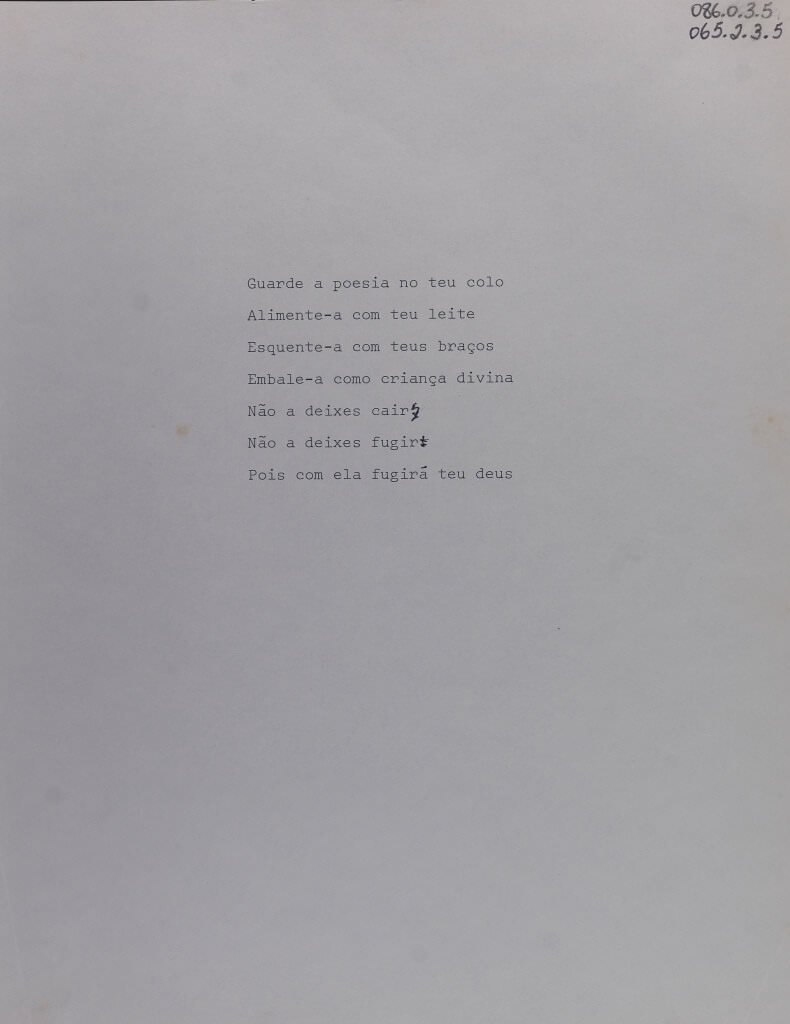 086.0.3.5
065.2.3.5
Guarde a poesia no teu colo
Alimente-a com teu leite
Esquente-a com teus braços
Embale-a como criança divina
Não a deixes cair
Não a deixes fugir
Pois com ela fugirá teu deus